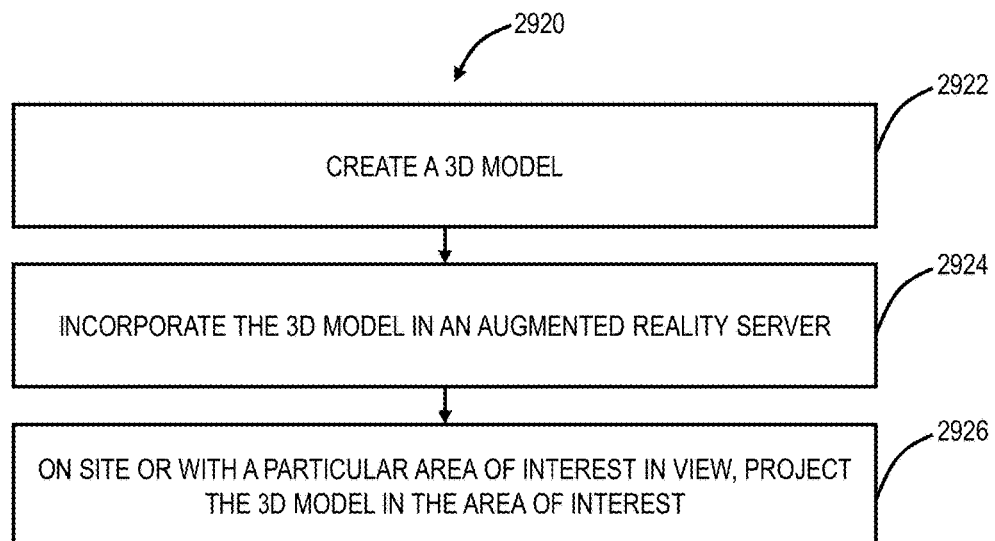 2920
2922
CREATE A 3D MODEL
2924
INCORPORATE THE 3D MODEL IN AN AUGMENTED REALITY SERVER
2926
ON SITE OR WITH A PARTICULAR AREA OF INTEREST IN VIEW, PROJECT
THE 3D MODEL IN THE AREA OF INTEREST